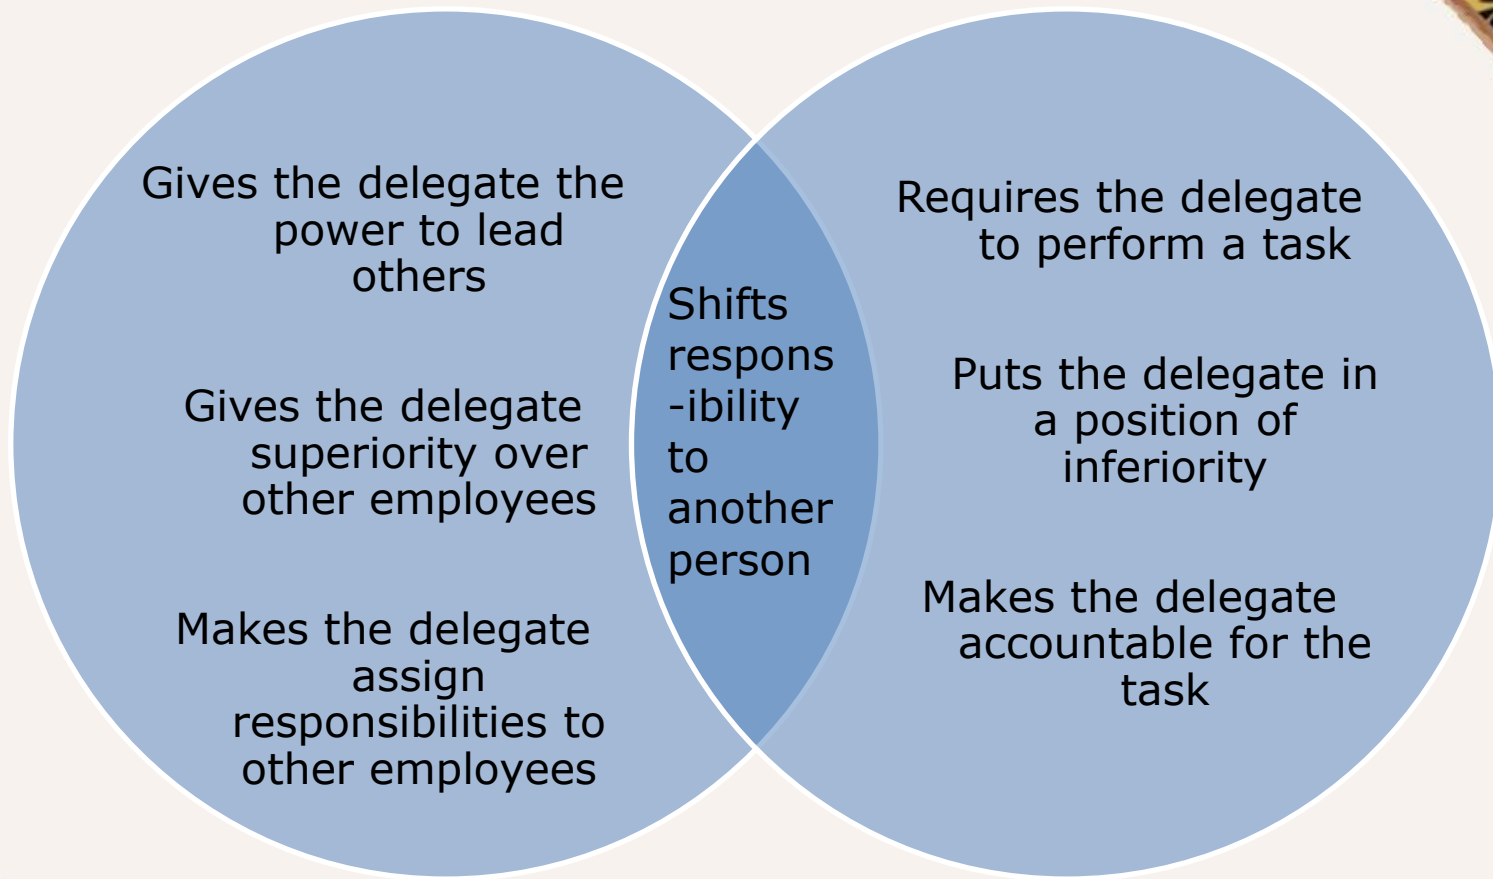 Gives the delegate the
power to lead
others
Gives the delegate
superiority over
other employees
Makes the delegate
assign
responsibilities to
other employees
Shifts
respons
-ibility
to
another
person
Requires the delegate
to perform a task
Puts the delegate in
a position of
inferiority
Makes the delegate
accountable for the
task